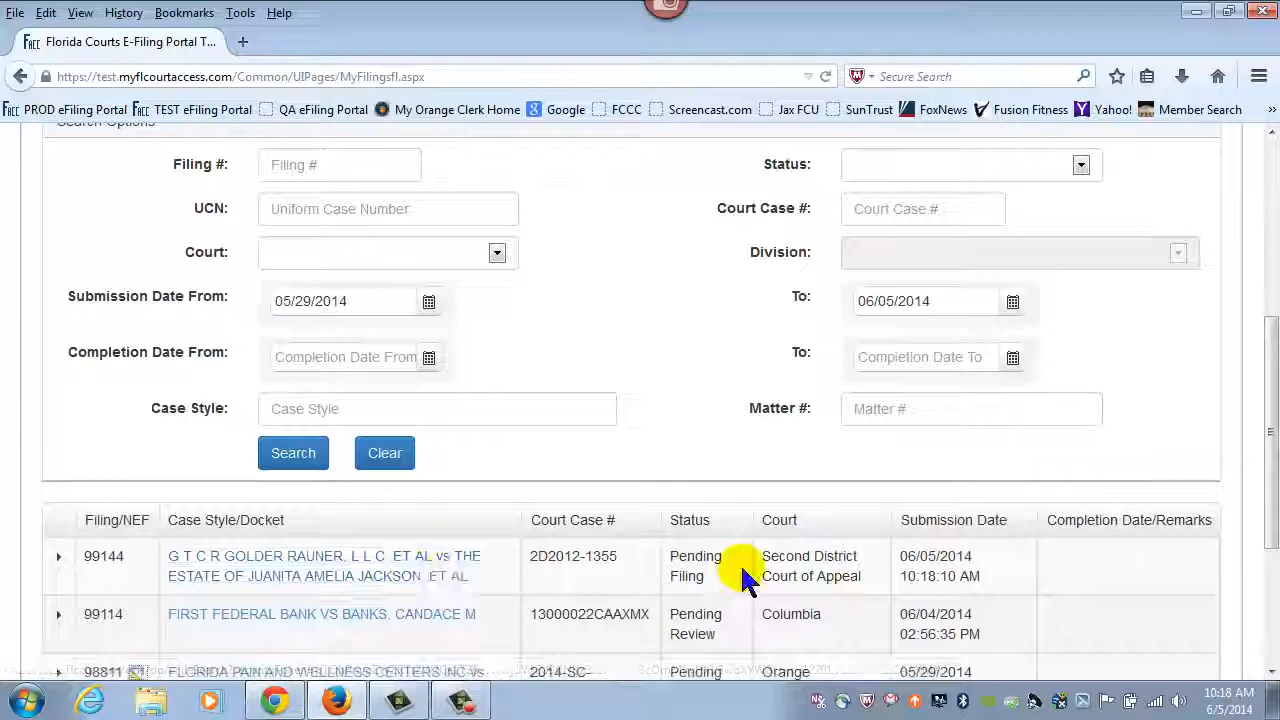 File Edit View History Bookmarks Tools Help
Florida Courts E-Filing Portal T... +
https://test.myflcourtaccess.com/Common/UIPages/MyFilingsfl.aspx Secure Search
FACC PROD eFiling Portal FACC TEST eFiling Portal QA eFiling Portal My Orange Clerk Home Google FCCC Screencast.com Jax FCU SunTrust FoxNews Fusion Fitness Yahoo! Member Search »
Search Options
Filing #: Filing # Status:
UCN: Uniform Case Number Court Case #: Court Case #
Court: Division:
Submission Date From: 05/29/2014 To: 06/05/2014
Completion Date From: Completion Date From To: Completion Date To
Case Style: Case Style Matter #: Matter #
Search Clear
Filing/NEF Case Style/Docket Court Case # Status Court Submission Date Completion Date/Remarks
99144 G T C R GOLDER RAUNER, L L C, ET AL vs THE 2D2012-1355 Pending Second District 06/05/2014
ESTATE OF JUANITA AMELIA JACKSON, ET AL Filing Court of Appeal 10:18:10 AM
99114 FIRST FEDERAL BANK VS BANKS, CANDACE M 13000022CAAXMX Pending Columbia 06/04/2014
Review 02:56:35 PM
98811 FLORIDA PAIN AND WELLNESS CENTERS INC vs 2014-SC- Pending Orange 05/29/2014
10:18 AM
6/5/2014